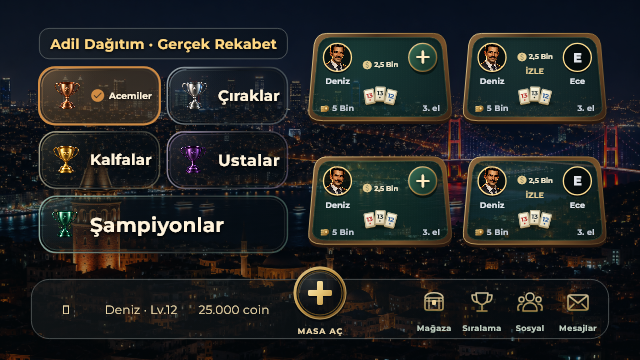 Adil Dağıtım · Gerçek Rekabet
Acemiler
Çıraklar
Kalfalar
Ustalar
Şampiyonlar
2,5 Bin
Deniz
13 13 12
5 Bin
3. el
2,5 Bin
İZLE
E
Deniz
Ece
13 13 12
5 Bin
3. el
2,5 Bin
Deniz
13 13 12
5 Bin
3. el
2,5 Bin
İZLE
E
Deniz
Ece
13 13 12
5 Bin
3. el
Deniz · Lv.12
25.000 coin
MASA AÇ
Mağaza
Sıralama
Sosyal
Mesajlar